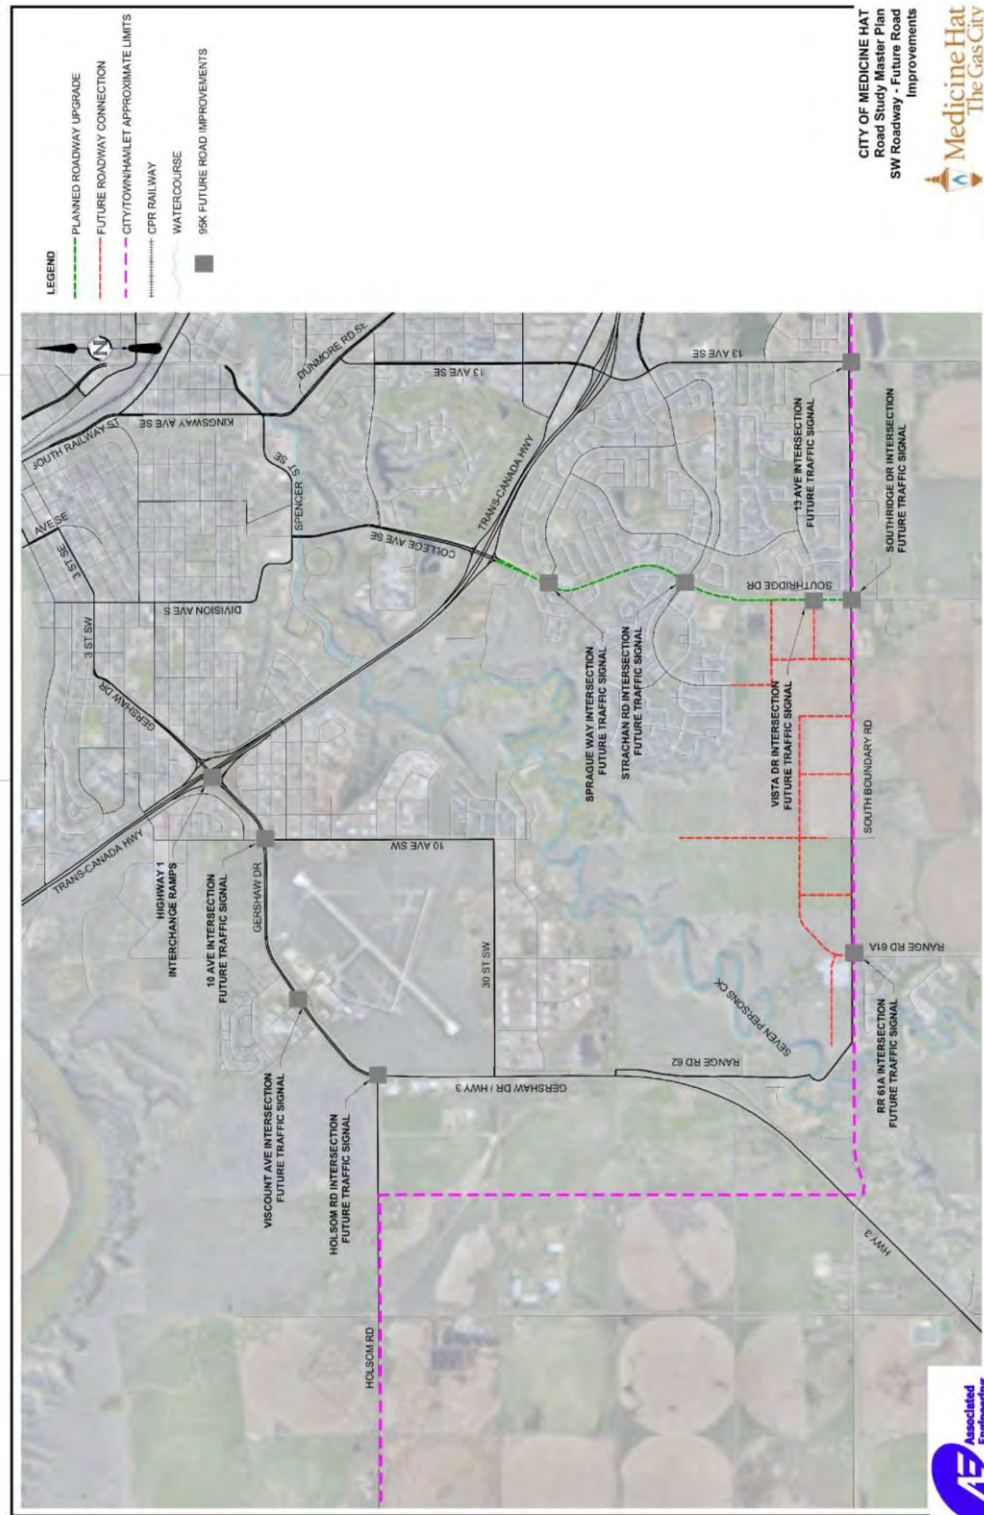 LEGEND
PLANNED ROADWAY UPGRADE
FUTURE ROADWAY CONNECTION
CITY/TOWN/HAMLET APPROXIMATE LIMITS
CPR RAILWAY
WATERCOURSE
95K FUTURE ROAD IMPROVEMENTS
CITY OF MEDICINE HAT
Road Study Master Plan
SW Roadway - Future Road
Improvements
Medicine Hat
The Gas City
N
SOUTH RAILWAY ST
KINGSWAY AVE SE
DUNMORE RD SE
13 AVE SE
13 AVE SE
AVE SE
3 ST SE
SPENCER ST SE
COLLEGE AVE SE
TRANS-CANADA HWY
DIVISION AVE S
3 ST SW
GERSHAW DR
TRANS-CANADA HWY
HIGHWAY 1
INTERCHANGE RAMPS
10 AVE INTERSECTION
FUTURE TRAFFIC SIGNAL
GERSHAW DR
10 AVE SW
30 ST SW
VISCOUNT AVE INTERSECTION
FUTURE TRAFFIC SIGNAL
HOLSOM RD INTERSECTION
FUTURE TRAFFIC SIGNAL
GERSHAW DR / HWY 3
HOLSOM RD
RANGE RD 62
SEVEN PERSONS CK
HWY 3
SPRAGUE WAY INTERSECTION
FUTURE TRAFFIC SIGNAL
STRACHAN RD INTERSECTION
FUTURE TRAFFIC SIGNAL
SOUTHRIDGE DR
VISTA DR INTERSECTION
FUTURE TRAFFIC SIGNAL
13 AVE INTERSECTION
FUTURE TRAFFIC SIGNAL
SOUTHRIDGE DR INTERSECTION
FUTURE TRAFFIC SIGNAL
SOUTH BOUNDARY RD
RANGE RD 61A
RR 61A INTERSECTION
FUTURE TRAFFIC SIGNAL
AE
Associated
Engineering